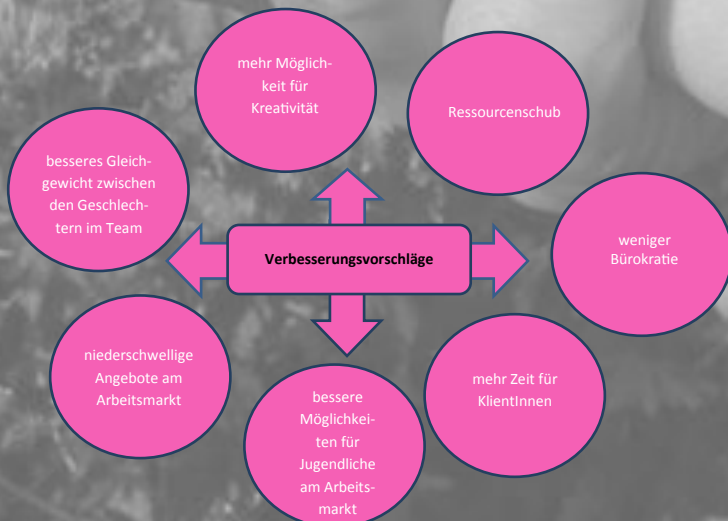 mehr Möglich-
keit für
Kreativität
Ressourcenschub
besseres Gleich-
gewicht zwischen
den Geschlech-
tern im Team
weniger
Bürokratie
Verbesserungsvorschläge
niederschwellige
Angebote am
Arbeitsmarkt
mehr Zeit für
KlientInnen
bessere
Möglichkei-
ten für
Jugendliche
am Arbeits-
markt